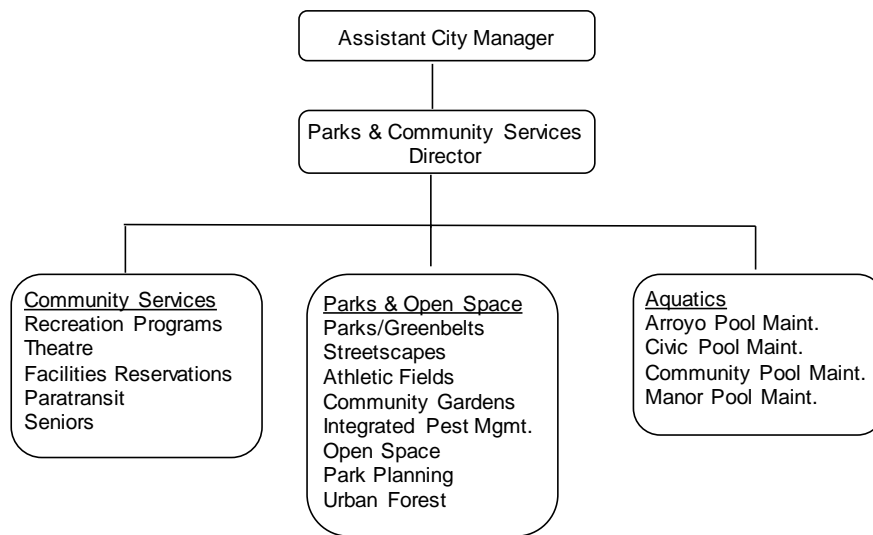 Assistant City Manager
Parks & Community Services
Director
Community Services
Recreation Programs
Theatre
Facilities Reservations
Paratransit
Seniors
Parks & Open Space
Parks/Greenbelts
Streetscapes
Athletic Fields
Community Gardens
Integrated Pest Mgmt.
Open Space
Park Planning
Urban Forest
Aquatics
Arroyo Pool Maint.
Civic Pool Maint.
Community Pool Maint.
Manor Pool Maint.